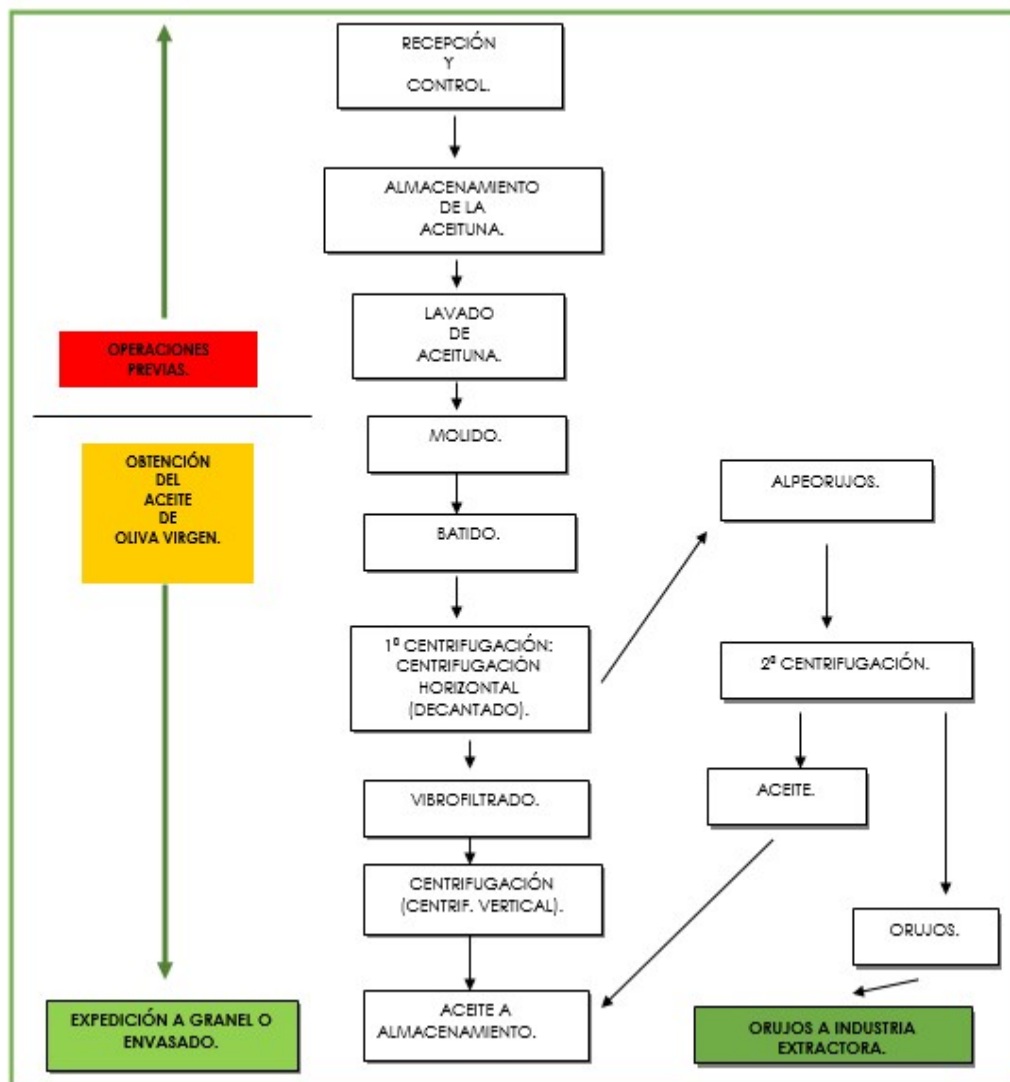 RECEPCIÓN
Y
CONTROL.
ALMACENAMIENTO
DE LA
ACEITUNA.
LAVADO
DE
ACEITUNA.
OPERACIONES
PREVIAS.
MOLIDO.
OBTENCIÓN
DEL
ACEITE
DE
OLIVA VIRGEN.
ALPEORUJOS.
BATIDO.
1ª CENTRIFUGACIÓN:
CENTRIFUGACIÓN
HORIZONTAL
(DECANTADO).
2ª CENTRIFUGACIÓN.
VIBROFILTRADO.
ACEITE.
CENTRIFUGACIÓN
(CENTRIF. VERTICAL).
ORUJOS.
EXPEDICIÓN A GRANEL O
ENVASADO.
ACEITE A
ALMACENAMIENTO.
ORUJOS A INDUSTRIA
EXTRACTORA.